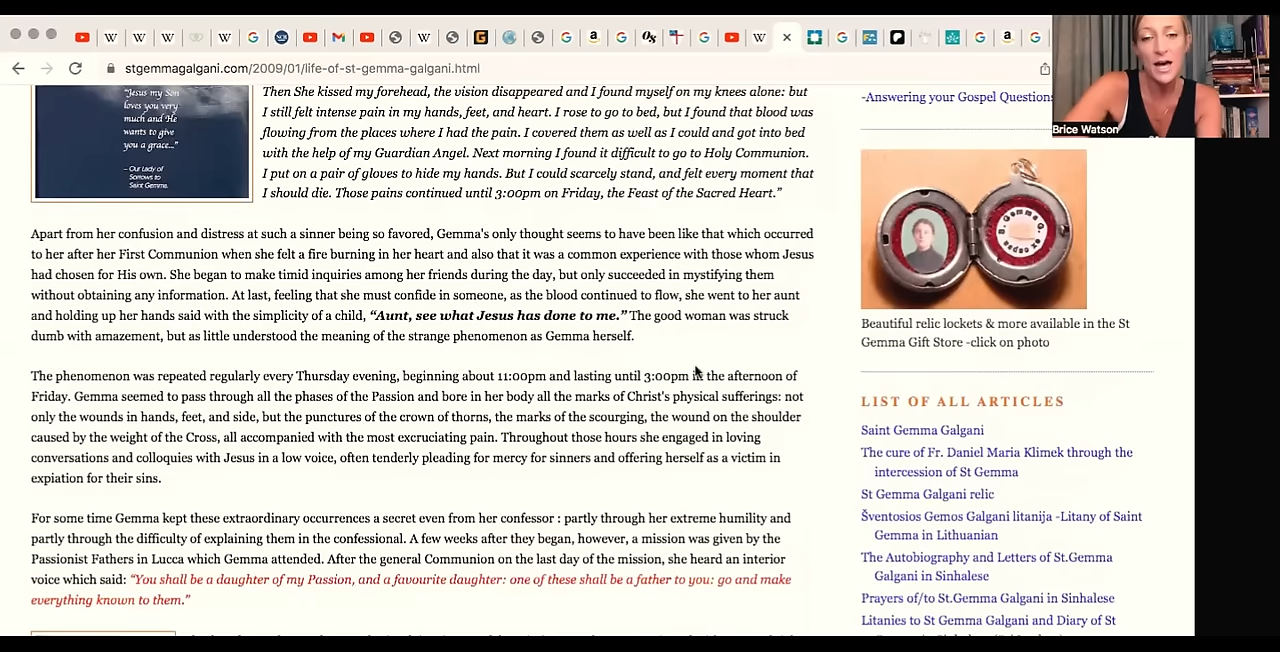 stgemmagalgani.com/2009/01/life-of-st-gemma-galgani.html
Brice Watson
"Jesus my Son
loves you very
much and He
wants to give
you a grace..."
– Our Lady of
Sorrows to
Saint Gemma.
Then She kissed my forehead, the vision disappeared and I found myself on my knees alone: but
I still felt intense pain in my hands, feet, and heart. I rose to go to bed, but I found that blood was
flowing from the places where I had the pain. I covered them as well as I could and got into bed
with the help of my Guardian Angel. Next morning I found it difficult to go to Holy Communion.
I put on a pair of gloves to hide my hands. But I could scarcely stand, and felt every moment that
I should die. Those pains continued until 3:00pm on Friday, the Feast of the Sacred Heart."
Apart from her confusion and distress at such a sinner being so favored, Gemma's only thought seems to have been like that which occurred
to her after her First Communion when she felt a fire burning in her heart and also that it was a common experience with those whom Jesus
had chosen for His own. She began to make timid inquiries among her friends during the day, but only succeeded in mystifying them
without obtaining any information. At last, feeling that she must confide in someone, as the blood continued to flow, she went to her aunt
and holding up her hands said with the simplicity of a child, "Aunt, see what Jesus has done to me." The good woman was struck
dumb with amazement, but as little understood the meaning of the strange phenomenon as Gemma herself.
The phenomenon was repeated regularly every Thursday evening, beginning about 11:00pm and lasting until 3:00pm in the afternoon of
Friday. Gemma seemed to pass through all the phases of the Passion and bore in her body all the marks of Christ's physical sufferings: not
only the wounds in hands, feet, and side, but the punctures of the crown of thorns, the marks of the scourging, the wound on the shoulder
caused by the weight of the Cross, all accompanied with the most excruciating pain. Throughout those hours she engaged in loving
conversations and colloquies with Jesus in a low voice, often tenderly pleading for mercy for sinners and offering herself as a victim in
expiation for their sins.
For some time Gemma kept these extraordinary occurrences a secret even from her confessor : partly through her extreme humility and
partly through the difficulty of explaining them in the confessional. A few weeks after they began, however, a mission was given by the
Passionist Fathers in Lucca which Gemma attended. After the general Communion on the last day of the mission, she heard an interior
voice which said: "You shall be a daughter of my Passion, and a favourite daughter: one of these shall be a father to you: go and make
everything known to them."
-Answering your Gospel Questions
Beautiful relic lockets & more available in the St
Gemma Gift Store -click on photo
LIST OF ALL ARTICLES
Saint Gemma Galgani
The cure of Fr. Daniel Maria Klimek through the
intercession of St Gemma
St Gemma Galgani relic
Šventosios Gemos Galgani litanija -Litany of Saint
Gemma in Lithuanian
The Autobiography and Letters of St.Gemma
Galgani in Sinhalese
Prayers of/to St.Gemma Galgani in Sinhalese
Litanies to St Gemma Galgani and Diary of St